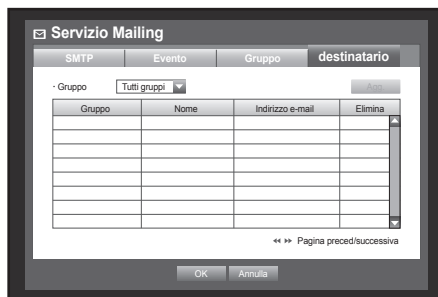 Servizio Mailing
SMTP Evento Gruppo destinatario
· Gruppo Tutti gruppi Agg.
Gruppo Nome Indirizzo e-mail Elimina
Pagina preced/successiva
OK Annulla